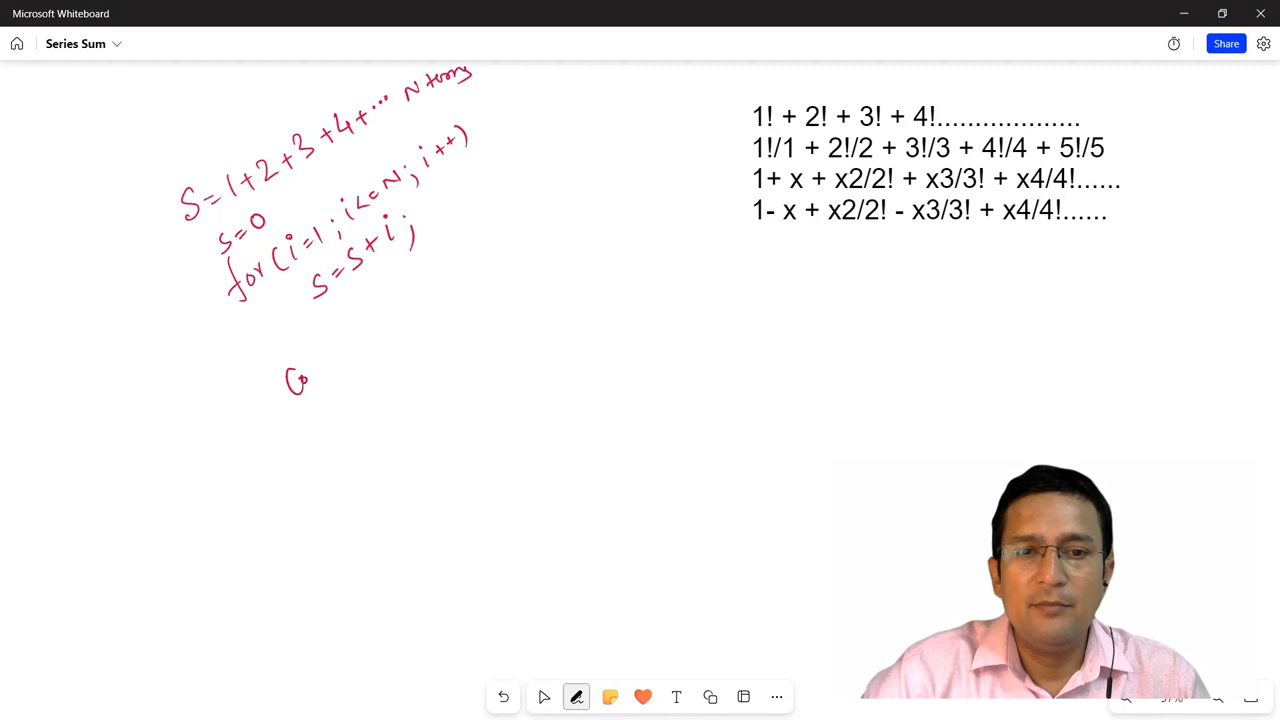 Microsoft Whiteboard
Series Sum
Share
S=1+2+3+4+... N terms
S=0
for(i=1; i<=N; i++)
S=S+i;
1! + 2! + 3! + 4!...................
1!/1 + 2!/2 + 3!/3 + 4!/4 + 5!/5
1+ x + x2/2! + x3/3! + x4/4!......
1- x + x2/2! - x3/3! + x4/4!......